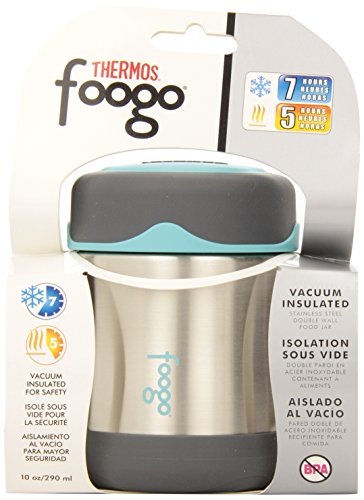 THERMOS®
foogo®
7 HOURS
HEURES
HORAS
5 HOURS
HEURES
HORAS
foogo
7
5
VACUUM
INSULATED
FOR SAFETY
ISOLÉ SOUS
VIDE POUR
LA SÉCURITÉ
AISLAMIENTO
AL VACÍO
PARA MAYOR
SEGURIDAD
10 oz/290 ml
VACUUM
INSULATED
STAINLESS STEEL
DOUBLE WALL
FOOD JAR
ISOLATION
SOUS VIDE
DOUBLE PAROI EN
ACIER INOXYDABLE
CONTENANT A
ALIMENTS
AISLADO
AL VACÍO
PARED DOBLE DE
ACERO INOXIDABLE
RECIPIENTE PARA
COMIDA
BPA